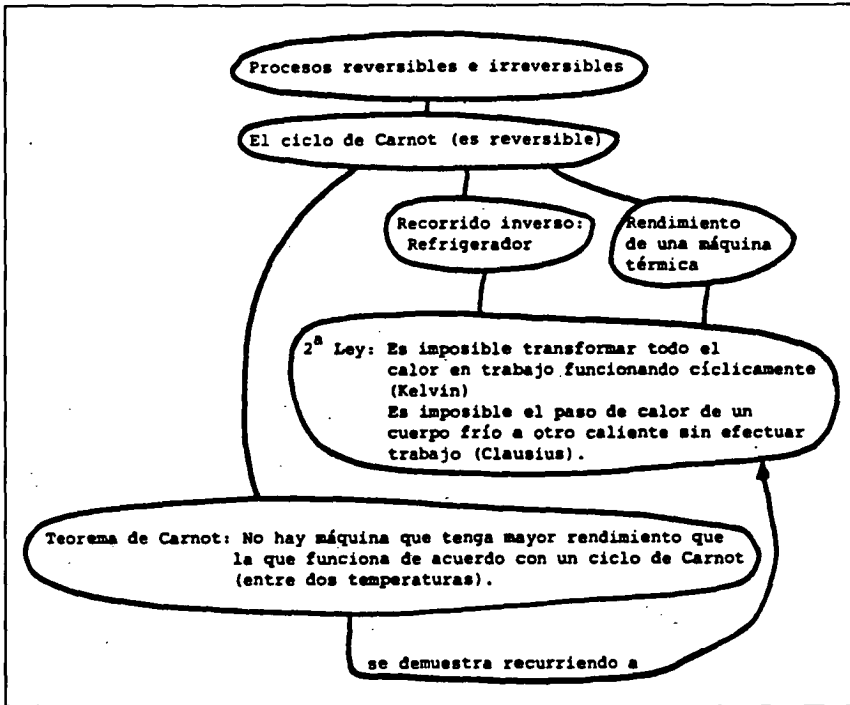 Procesos reversibles e irreversibles
El ciclo de Carnot (es reversible)
Recorrido inverso:
Refrigerador
Rendimiento
de una máquina
térmica
2ª Ley: Es imposible transformar todo el
calor en trabajo funcionando cíclicamente
(Kelvin)
Es imposible el paso de calor de un
cuerpo frío a otro caliente sin efectuar
trabajo (Clausius).
Teorema de Carnot: No hay máquina que tenga mayor rendimiento que
la que funciona de acuerdo con un ciclo de Carnot
(entre dos temperaturas).
se demuestra recurriendo a